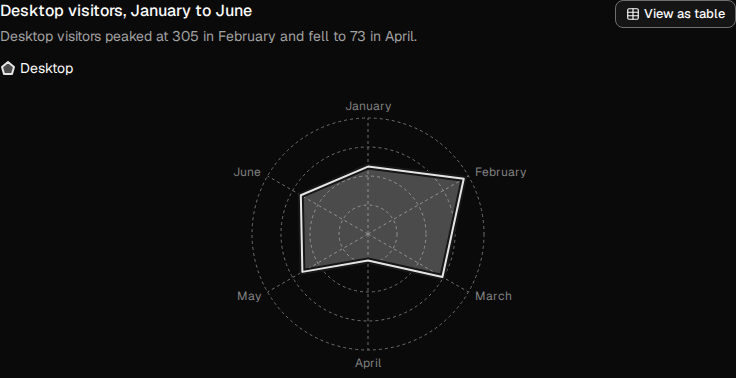 Desktop visitors, January to June
View as table
Desktop visitors peaked at 305 in February and fell to 73 in April.
Desktop
January
June
February
May
March
April